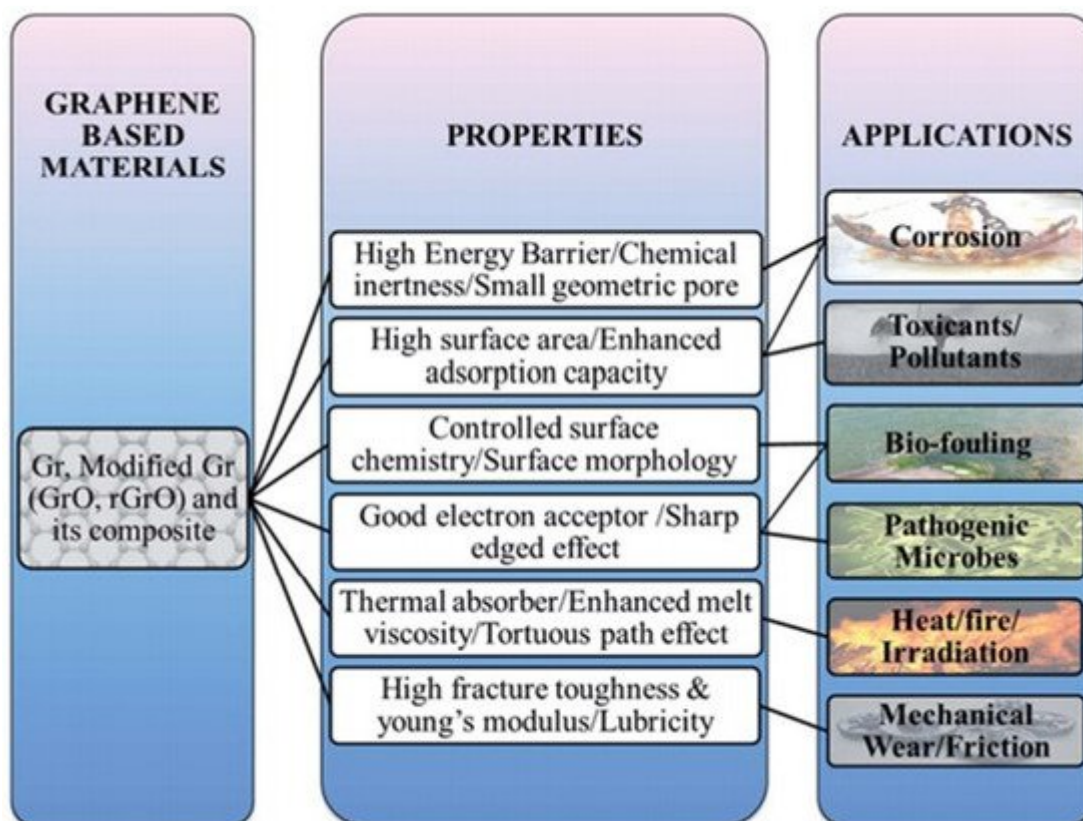 GRAPHENE
BASED
MATERIALS
Gr, Modified Gr
(GrO, rGrO) and
its composite
PROPERTIES
High Energy Barrier/Chemical
inertness/Small geometric pore
High surface area/Enhanced
adsorption capacity
Controlled surface
chemistry/Surface morphology
Good electron acceptor /Sharp
edged effect
Thermal absorber/Enhanced melt
viscosity/Tortuous path effect
High fracture toughness &
young’s modulus/Lubricity
APPLICATIONS
Corrosion
Toxicants/
Pollutants
Bio-fouling
Pathogenic
Microbes
Heat/fire/
Irradiation
Mechanical
Wear/Friction